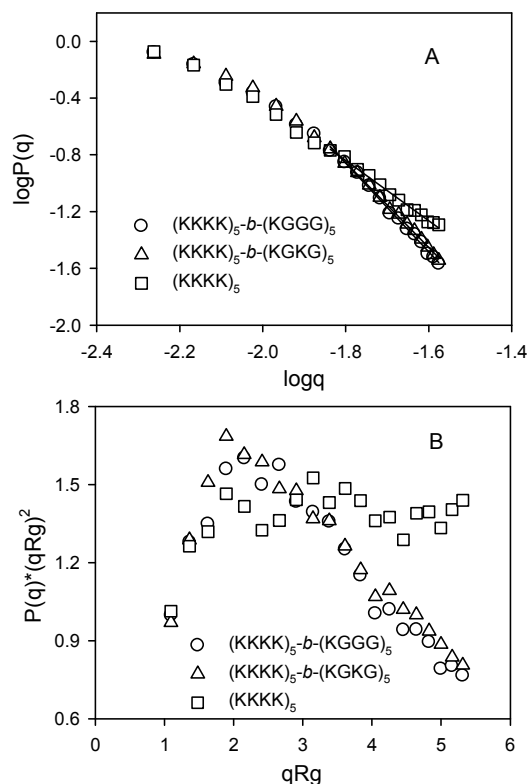 A
0.0
-0.4
-0.8
-1.2
-1.6
-2.0
logP(q)
(KKKK)5-b-(KGGG)5
(KKKK)5-b-(KGKG)5
(KKKK)5
-2.4 -2.2 -2.0 -1.8 -1.6 -1.4
logq
B
1.8
1.5
1.2
0.9
0.6
P(q)*(qRg)2
(KKKK)5-b-(KGGG)5
(KKKK)5-b-(KGKG)5
(KKKK)5
0 1 2 3 4 5 6
qRg